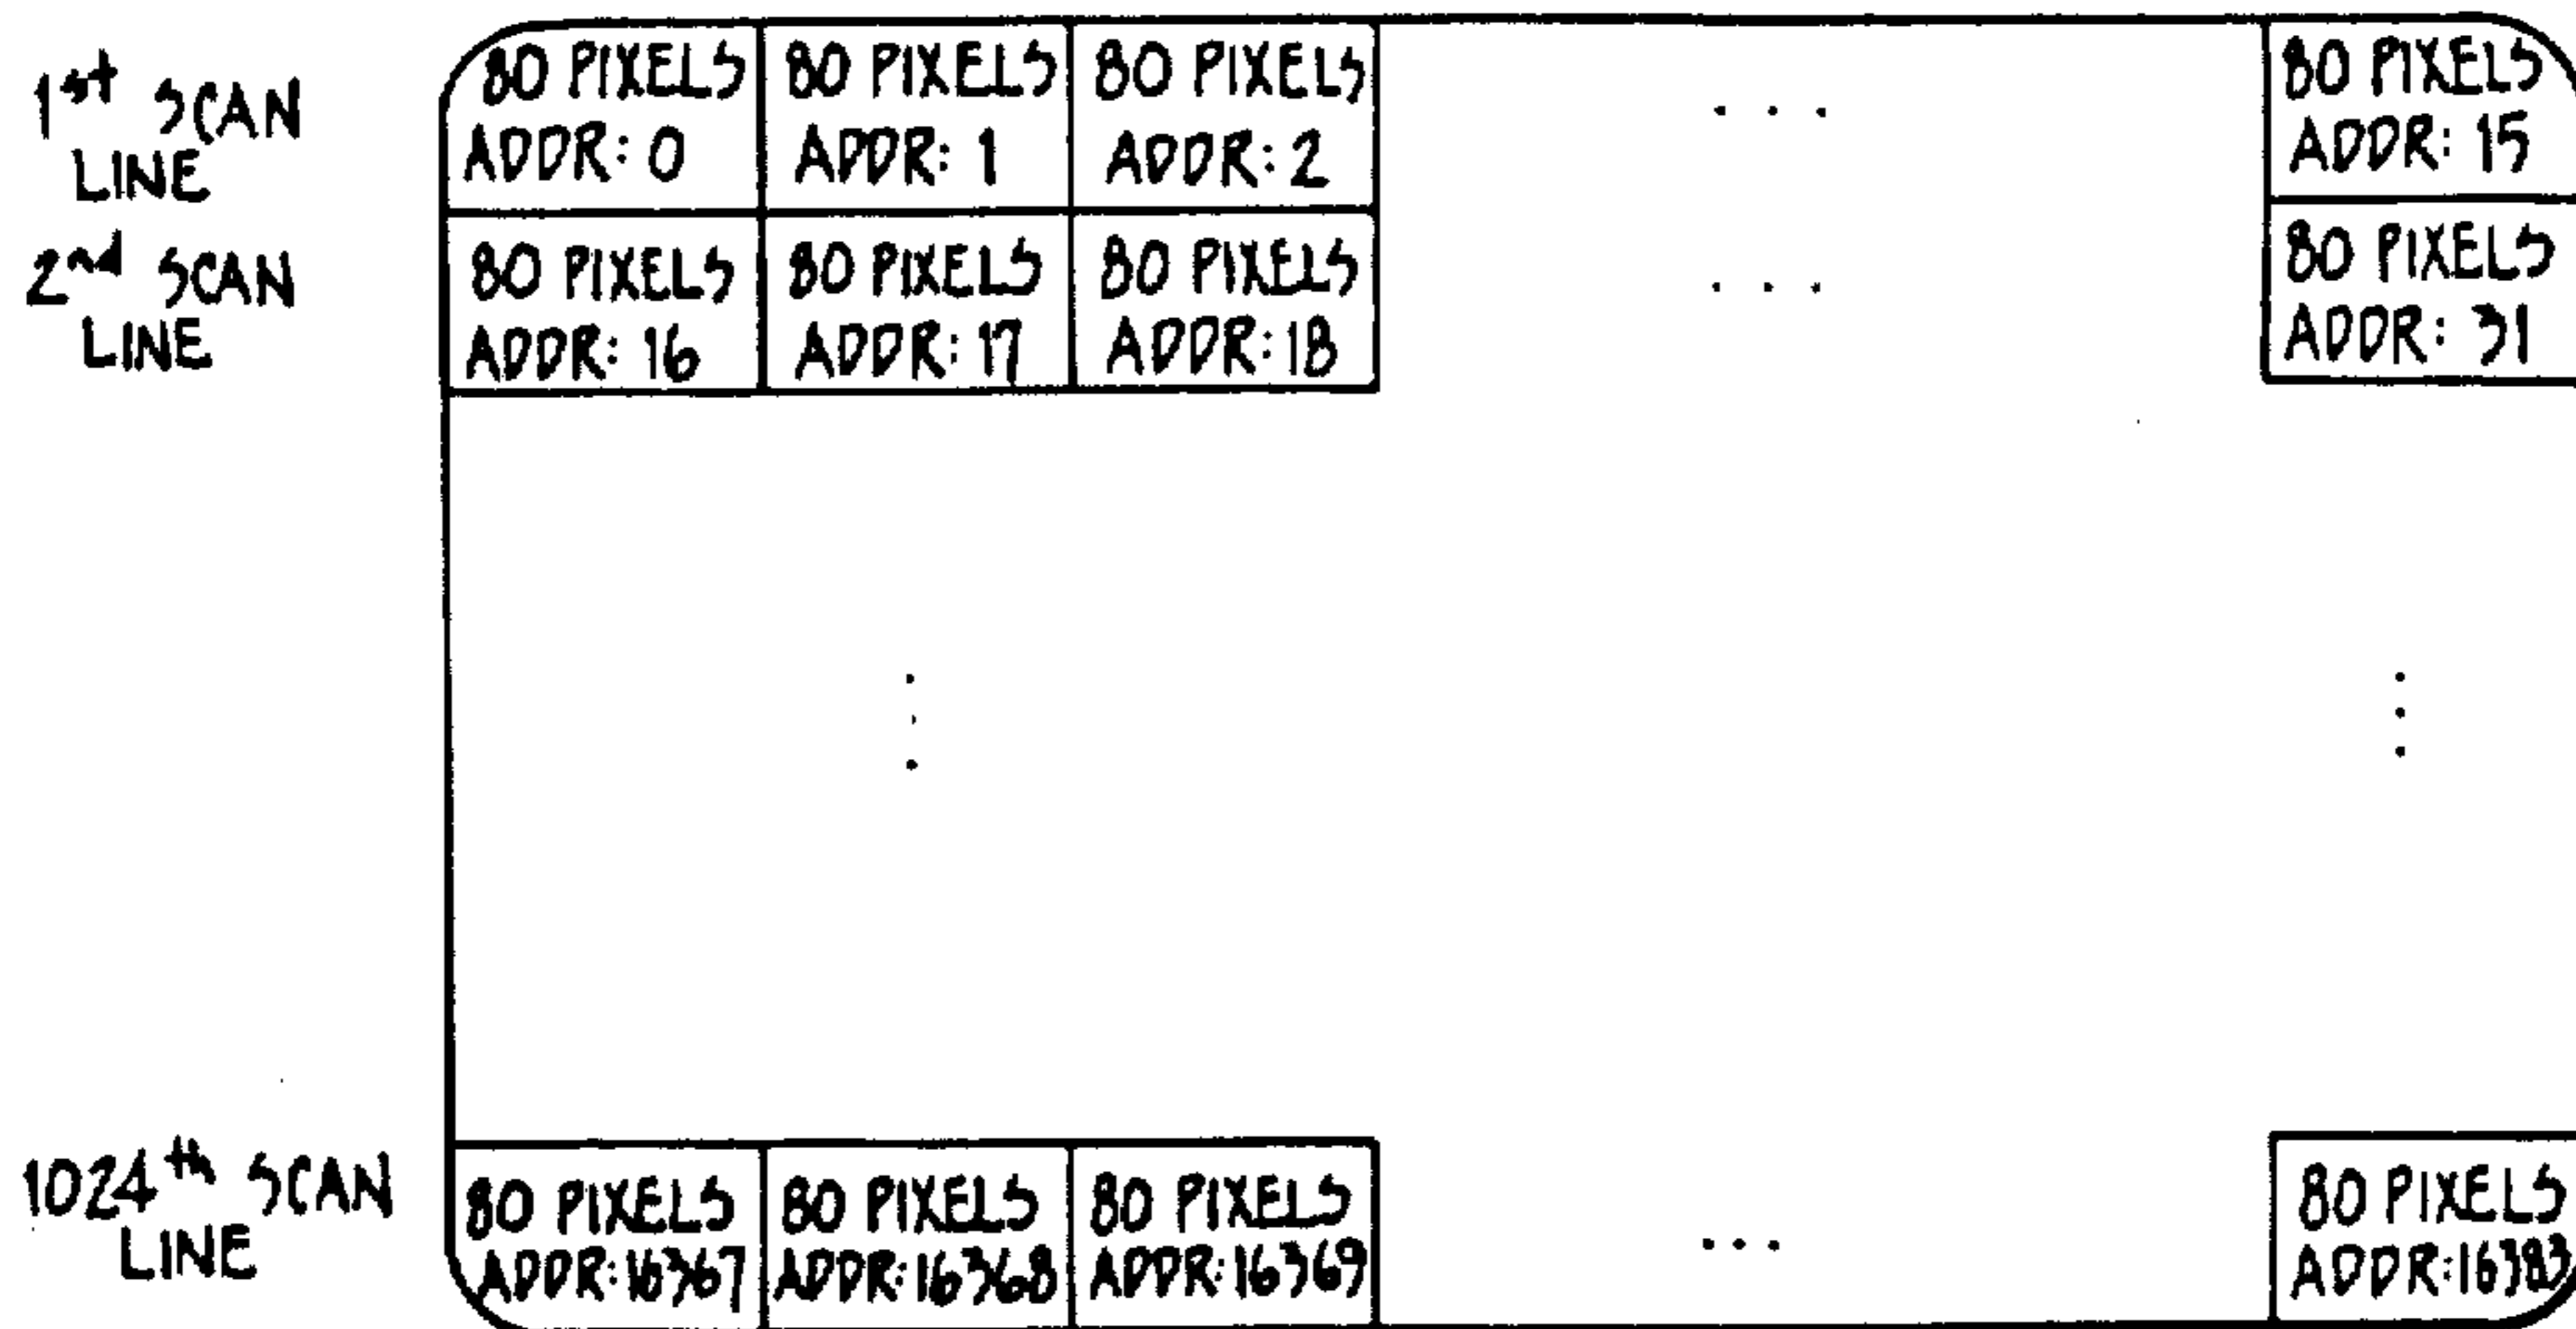 1st SCAN LINE
80 PIXELS ADDR: 0
80 PIXELS ADDR: 1
80 PIXELS ADDR: 2
. . .
80 PIXELS ADDR: 15
2nd SCAN LINE
80 PIXELS ADDR: 16
80 PIXELS ADDR: 17
80 PIXELS ADDR: 18
. . .
80 PIXELS ADDR: 31
1024th SCAN LINE
80 PIXELS ADDR: 16367
80 PIXELS ADDR: 16368
80 PIXELS ADDR: 16369
. . .
80 PIXELS ADDR: 16383